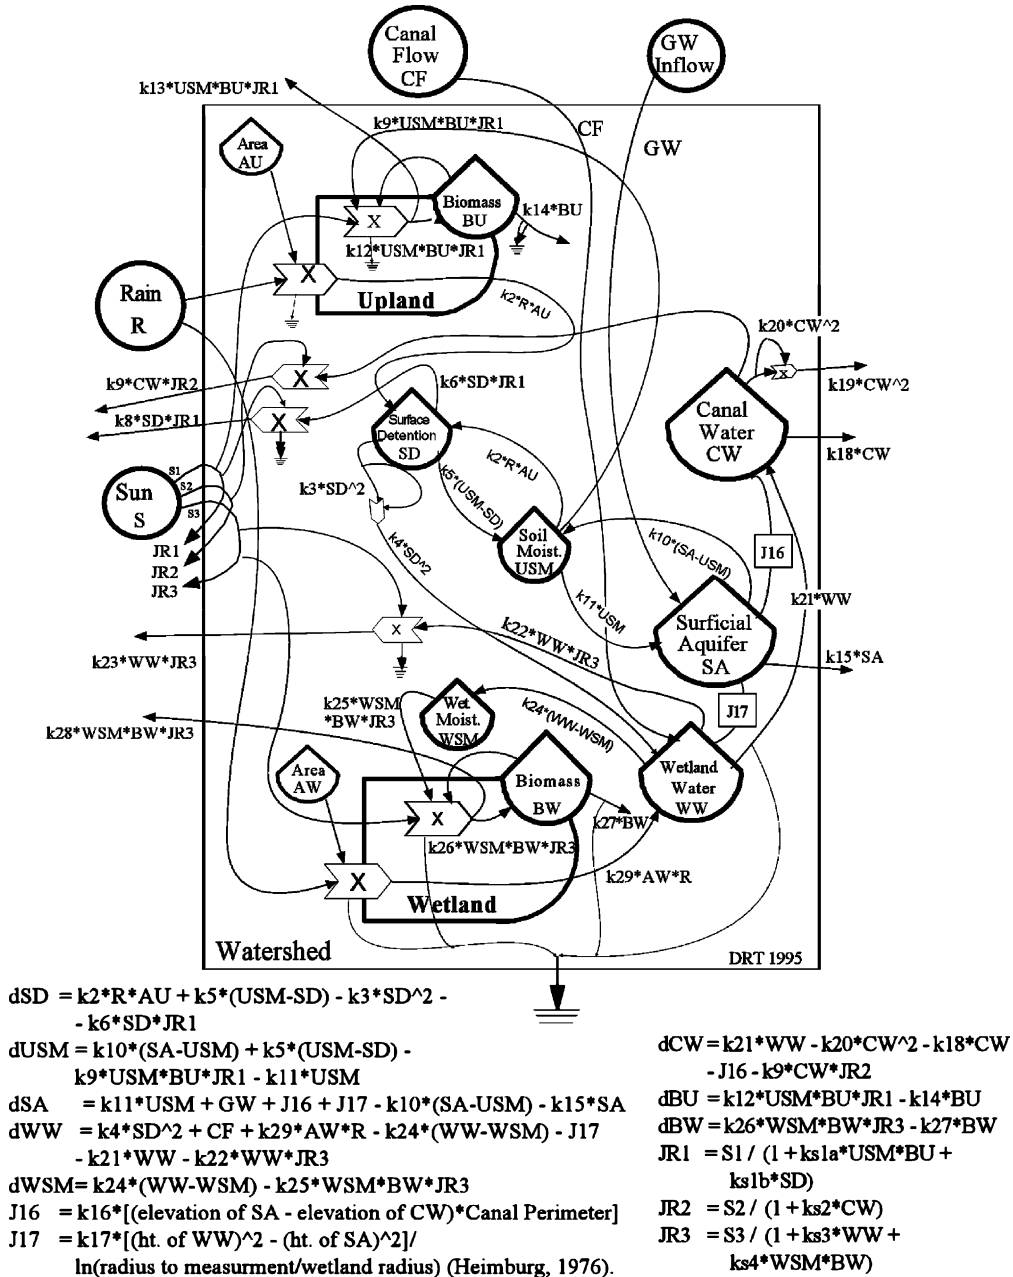 Canal
Flow
CF
GW
Inflow
k13*USM*BU*JR1
k9*USM*BU*JR1
CF
GW
Area
AU
X
Biomass
BU
k14*BU
k12*USM*BU*JR1
X
Upland
k2*R*AU
Rain
R
k20*CW^2
x
k19*CW^2
k9*CW*JR2
X
k6*SD*JR1
k8*SD*JR1
X
Surface
Detention
SD
Canal
Water
CW
k18*CW
k2*R*AU
k3*SD^2
k5*(USM-SD)
Sun
S
S1
S2
S3
JR1
JR2
JR3
k4*SD^2
Soil
Moist.
USM
k10*(SA-USM)
J16
k11*USM
k21*WW
Surficial
Aquifer
SA
k15*SA
x
k22*WW*JR3
k23*WW*JR3
J17
k25*WSM
*BW*JR3
Wet.
Moist.
WSM
k24*(WW-WSM)
k28*WSM*BW*JR3
Area
AW
Biomass
BW
Wetland
Water
WW
X
k27*BW
k26*WSM*BW*JR3
X
k29*AW*R
Wetland
Watershed
DRT 1995
dSD = k2*R*AU + k5*(USM-SD) - k3*SD^2 -
- k6*SD*JR1
dUSM = k10*(SA-USM) + k5*(USM-SD) -
k9*USM*BU*JR1 - k11*USM
dSA = k11*USM + GW + J16 + J17 - k10*(SA-USM) - k15*SA
dWW = k4*SD^2 + CF + k29*AW*R - k24*(WW-WSM) - J17
- k21*WW - k22*WW*JR3
dWSM= k24*(WW-WSM) - k25*WSM*BW*JR3
J16 = k16*[(elevation of SA - elevation of CW)*Canal Perimeter]
J17 = k17*[(ht. of WW)^2 - (ht. of SA)^2]/
ln(radius to measurment/wetland radius) (Heimburg, 1976).
dCW = k21*WW - k20*CW^2 - k18*CW
- J16 - k9*CW*JR2
dBU = k12*USM*BU*JR1 - k14*BU
dBW = k26*WSM*BW*JR3 - k27*BW
JR1 = S1 / (1 + ks1a*USM*BU +
ks1b*SD)
JR2 = S2 / (1 + ks2*CW)
JR3 = S3 / (1 + ks3*WW +
ks4*WSM*BW)